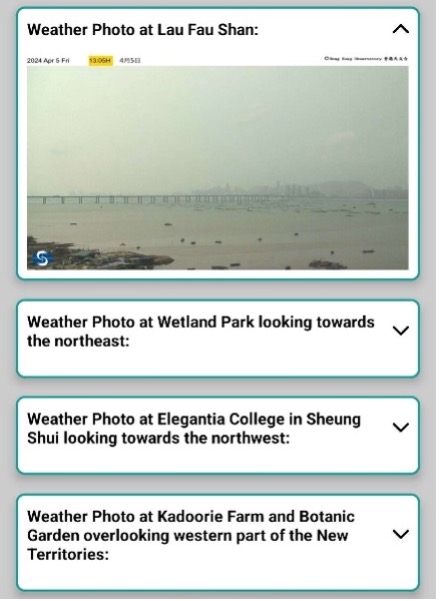 Weather Photo at Lau Fau Shan:
2024 Apr 5 Fri 13:05H 4月5日
©Hong Kong Observatory 香港天文台
Weather Photo at Wetland Park looking towards
the northeast:
Weather Photo at Elegantia College in Sheung
Shui looking towards the northwest:
Weather Photo at Kadoorie Farm and Botanic
Garden overlooking western part of the New
Territories: